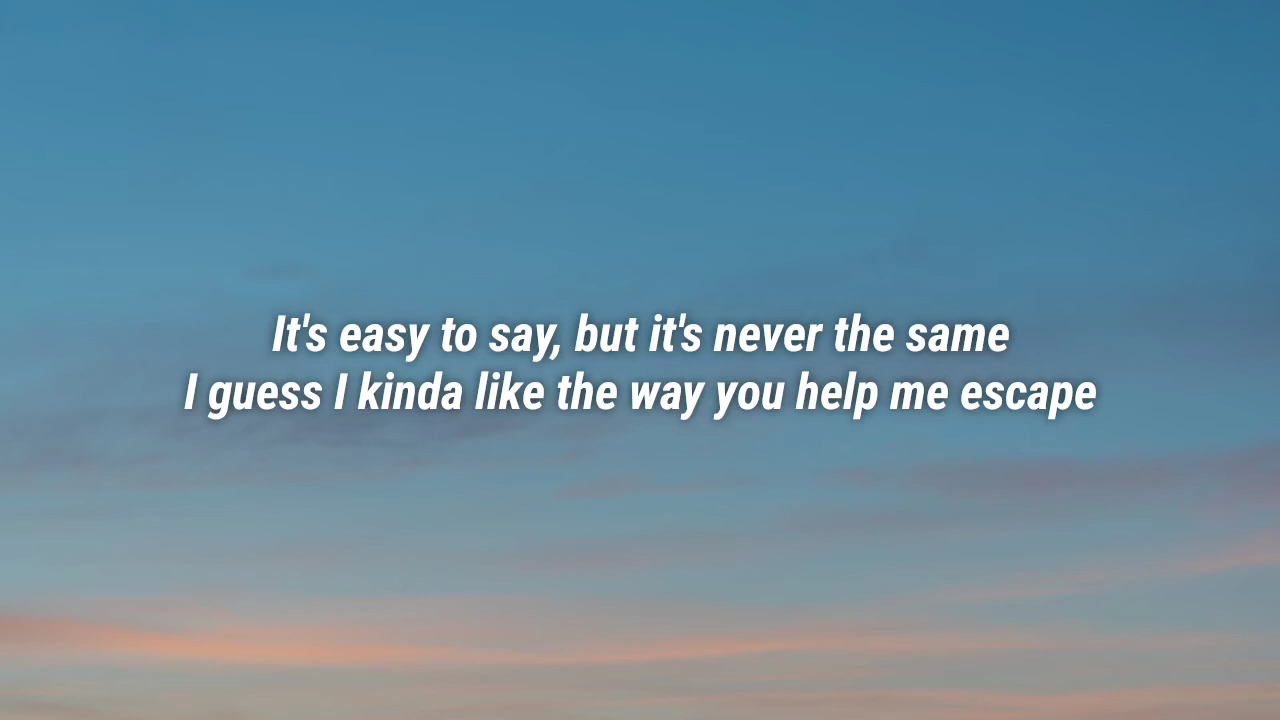 It's easy to say, but it's never the same
I guess I kinda like the way you help me escape